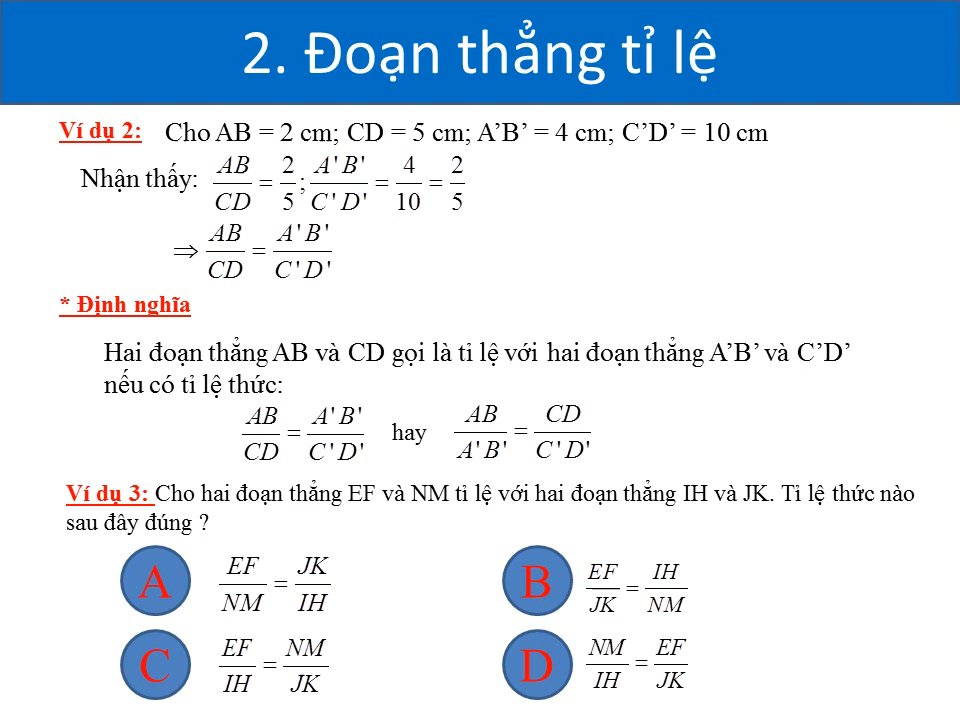 2. Đoạn thẳng tỉ lệ
Ví dụ 2: Cho AB = 2 cm; CD = 5 cm; A’B’ = 4 cm; C’D’ = 10 cm
Nhận thấy: AB/CD = 2/5; A'B'/C'D' = 4/10 = 2/5
⇒ AB/CD = A'B'/C'D'
* Định nghĩa
Hai đoạn thẳng AB và CD gọi là tỉ lệ với hai đoạn thẳng A’B’ và C’D’
nếu có tỉ lệ thức:
AB/CD = A'B'/C'D' hay AB/A'B' = CD/C'D'
Ví dụ 3: Cho hai đoạn thẳng EF và NM tỉ lệ với hai đoạn thẳng IH và JK. Tỉ lệ thức nào
sau đây đúng ?
A EF/NM = JK/IH
B EF/JK = IH/NM
C EF/IH = NM/JK
D NM/IH = EF/JK